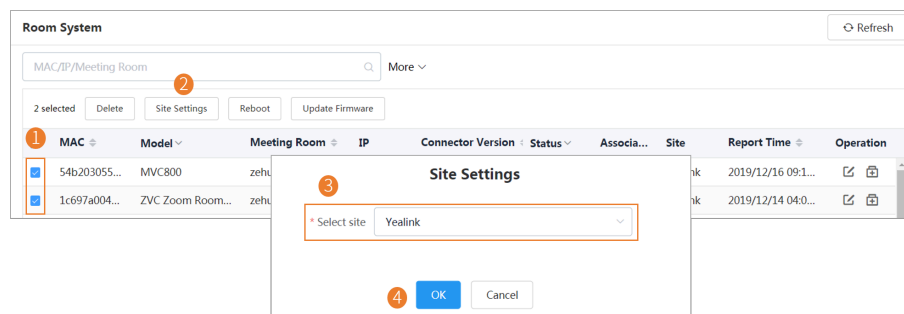 Room System
Refresh
MAC/IP/Meeting Room
More
2
2 selected Delete Site Settings Reboot Update Firmware
1
MAC Model Meeting Room IP Connector Version Status Associa... Site Report Time Operation
54b203055... MVC800 zehu nk 2019/12/16 09:1...
1c697a004... ZVC Zoom Room... zehu nk 2019/12/14 04:0...
Site Settings
3
* Select site Yealink
4 OK Cancel